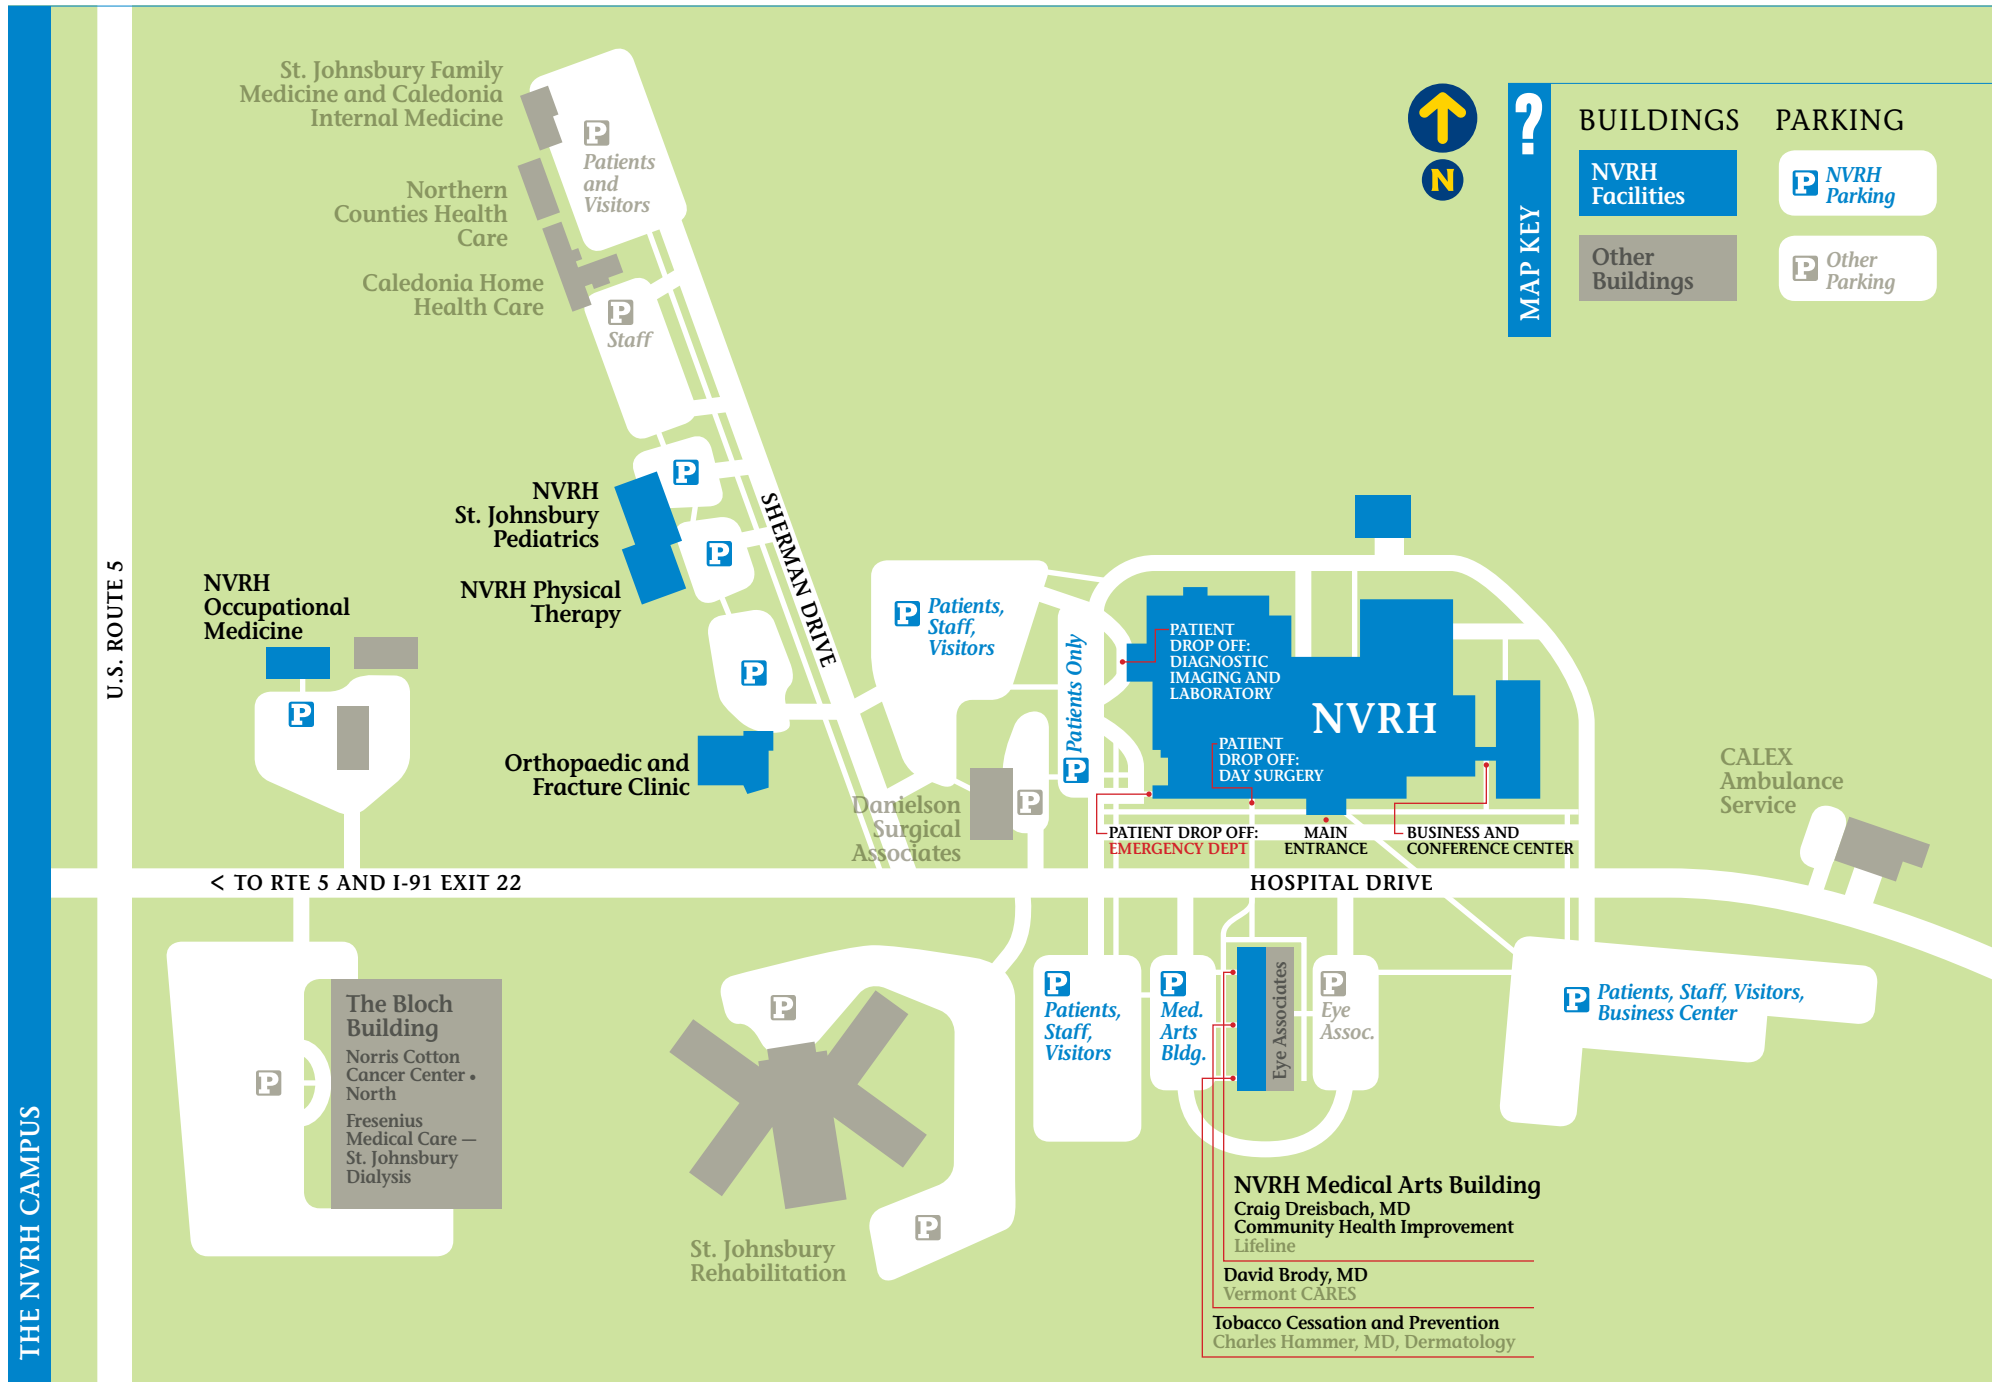 THE NVRH CAMPUS
U.S. ROUTE 5
St. Johnsbury Family
Medicine and Caledonia
Internal Medicine
Northern
Counties Health
Care
Caledonia Home
Health Care
P
Patients
and
Visitors
P
Staff
N
MAP KEY ?
BUILDINGS
NVRH
Facilities
Other
Buildings
PARKING
P NVRH
Parking
P Other
Parking
P
NVRH
St. Johnsbury
Pediatrics
P
NVRH Physical
Therapy
SHERMAN DRIVE
NVRH
Occupational
Medicine
P
P
Orthopaedic and
Fracture Clinic
P Patients,
Staff,
Visitors
P Patients Only
PATIENT
DROP OFF:
DIAGNOSTIC
IMAGING AND
LABORATORY
NVRH
PATIENT
DROP OFF:
DAY SURGERY
Danielson
Surgical
Associates
P
PATIENT DROP OFF:
EMERGENCY DEPT
MAIN
ENTRANCE
BUSINESS AND
CONFERENCE CENTER
CALEX
Ambulance
Service
< TO RTE 5 AND I-91 EXIT 22
HOSPITAL DRIVE
The Bloch
Building
Norris Cotton
Cancer Center •
North
Fresenius
Medical Care —
St. Johnsbury
Dialysis
P
P
P
St. Johnsbury
Rehabilitation
P
Patients,
Staff,
Visitors
P
Med.
Arts
Bldg.
Eye Associates
P
Eye
Assoc.
P Patients, Staff, Visitors,
Business Center
NVRH Medical Arts Building
Craig Dreisbach, MD
Community Health Improvement
Lifeline
David Brody, MD
Vermont CARES
Tobacco Cessation and Prevention
Charles Hammer, MD, Dermatology